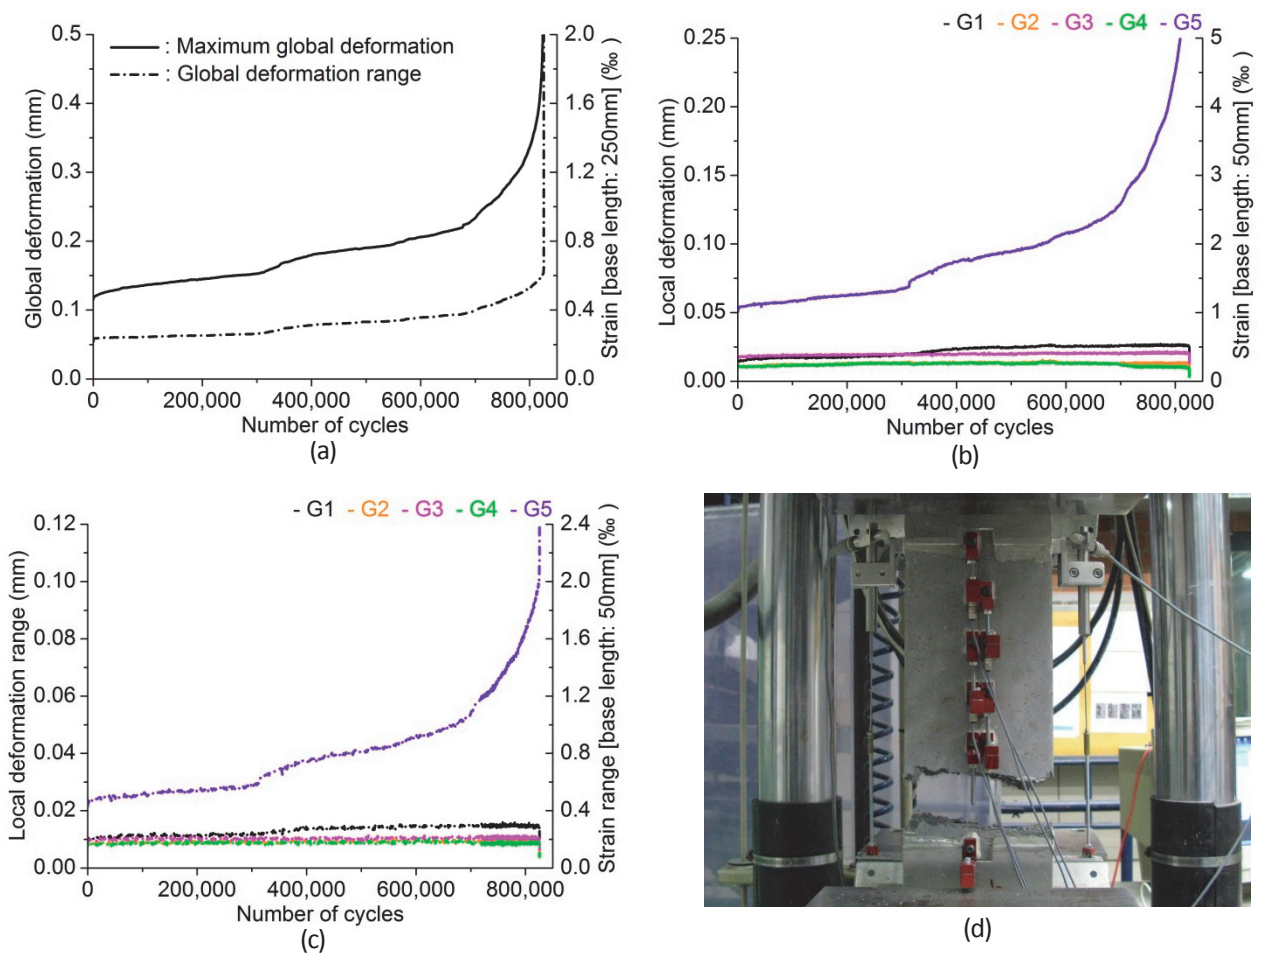 Global deformation (mm)
0.5
0.4
0.3
0.2
0.1
0.0
: Maximum global deformation
: Global deformation range
2.0
1.6
1.2
0.8
0.4
0.0
Strain [base length: 250mm] (‰)
0 200,000 400,000 600,000 800,000
Number of cycles
(a)
- G1 - G2 - G3 - G4 - G5
Local deformation (mm)
0.25
0.20
0.15
0.10
0.05
0.00
5
4
3
2
1
0
Strain [base length: 50mm] (‰)
0 200,000 400,000 600,000 800,000
Number of cycles
(b)
- G1 - G2 - G3 - G4 - G5
Local deformation range (mm)
0.12
0.10
0.08
0.06
0.04
0.02
0.00
2.4
2.0
1.6
1.2
0.8
0.4
0.0
Strain range [base length: 50mm] (‰)
0 200,000 400,000 600,000 800,000
Number of cycles
(c)
(d)